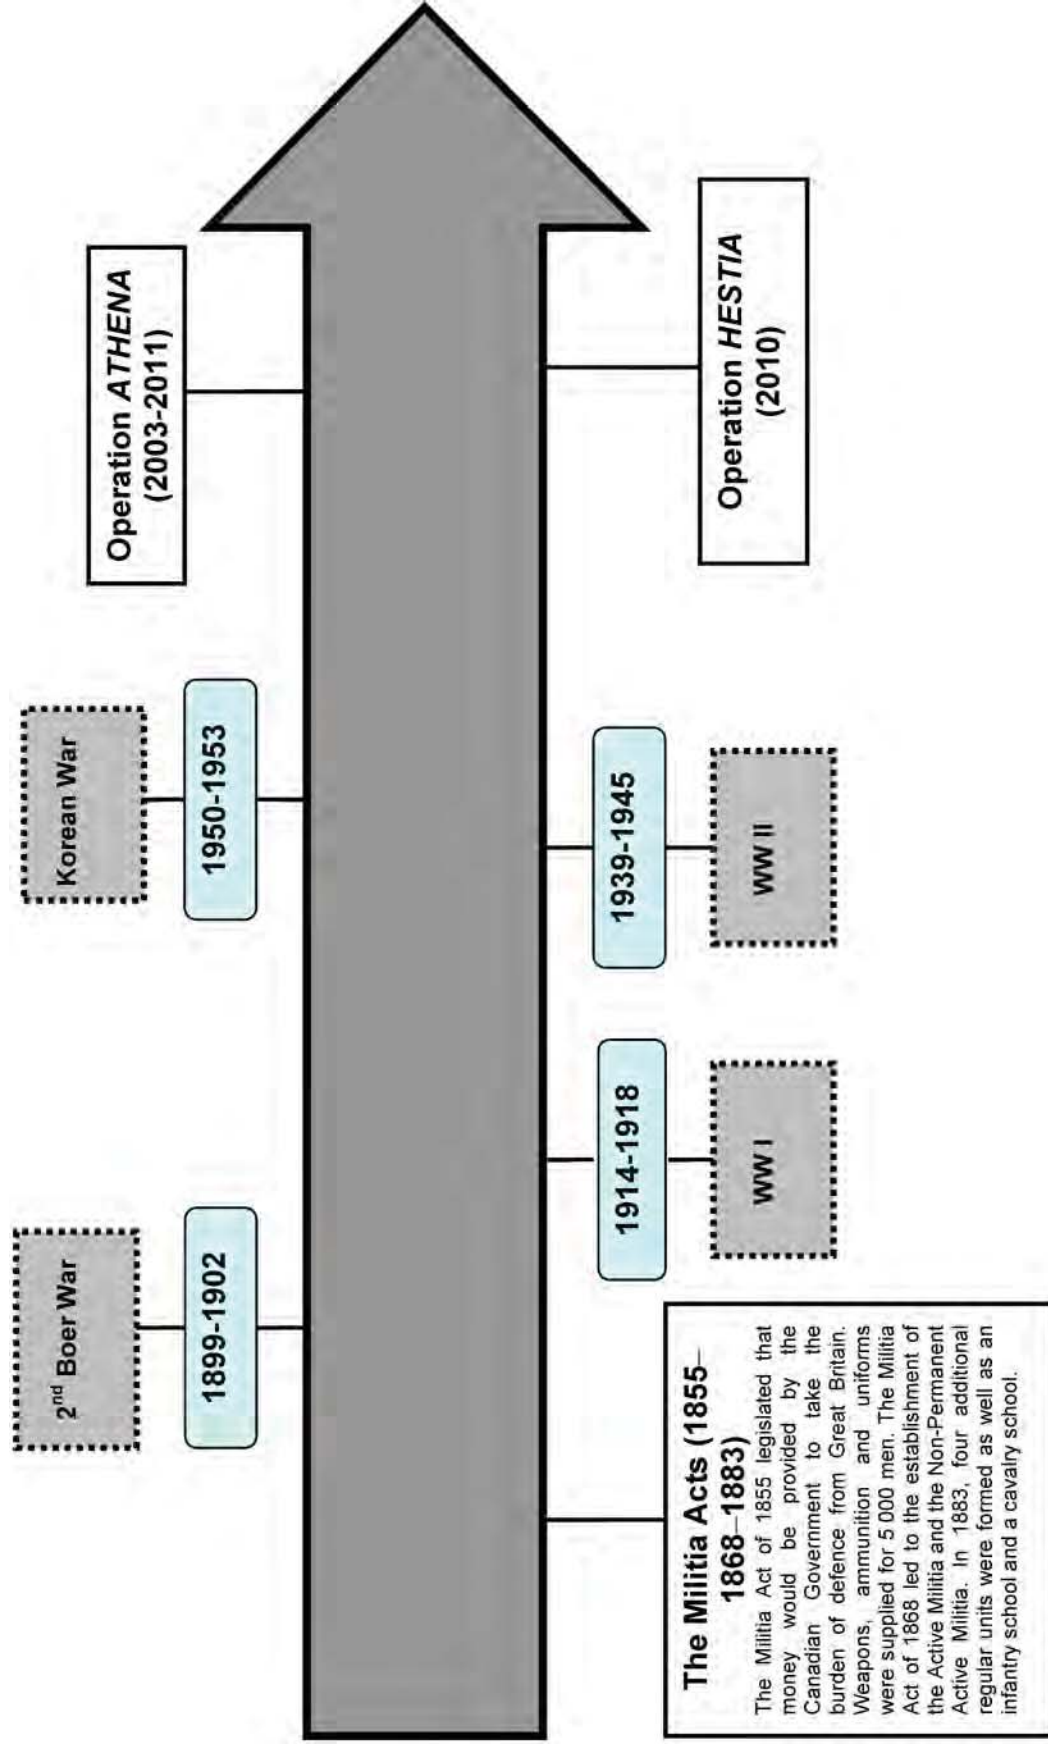 2nd Boer War
1899-1902
Korean War
1950-1953
Operation ATHENA
(2003-2011)
The Militia Acts (1855–
1868–1883)
The Militia Act of 1855 legislated that
money would be provided by the
Canadian Government to take the
burden of defence from Great Britain.
Weapons, ammunition and uniforms
were supplied for 5 000 men. The Militia
Act of 1868 led to the establishment of
the Active Militia and the Non-Permanent
Active Militia. In 1883, four additional
regular units were formed as well as an
infantry school and a cavalry school.
1914-1918
WW I
1939-1945
WW II
Operation HESTIA
(2010)